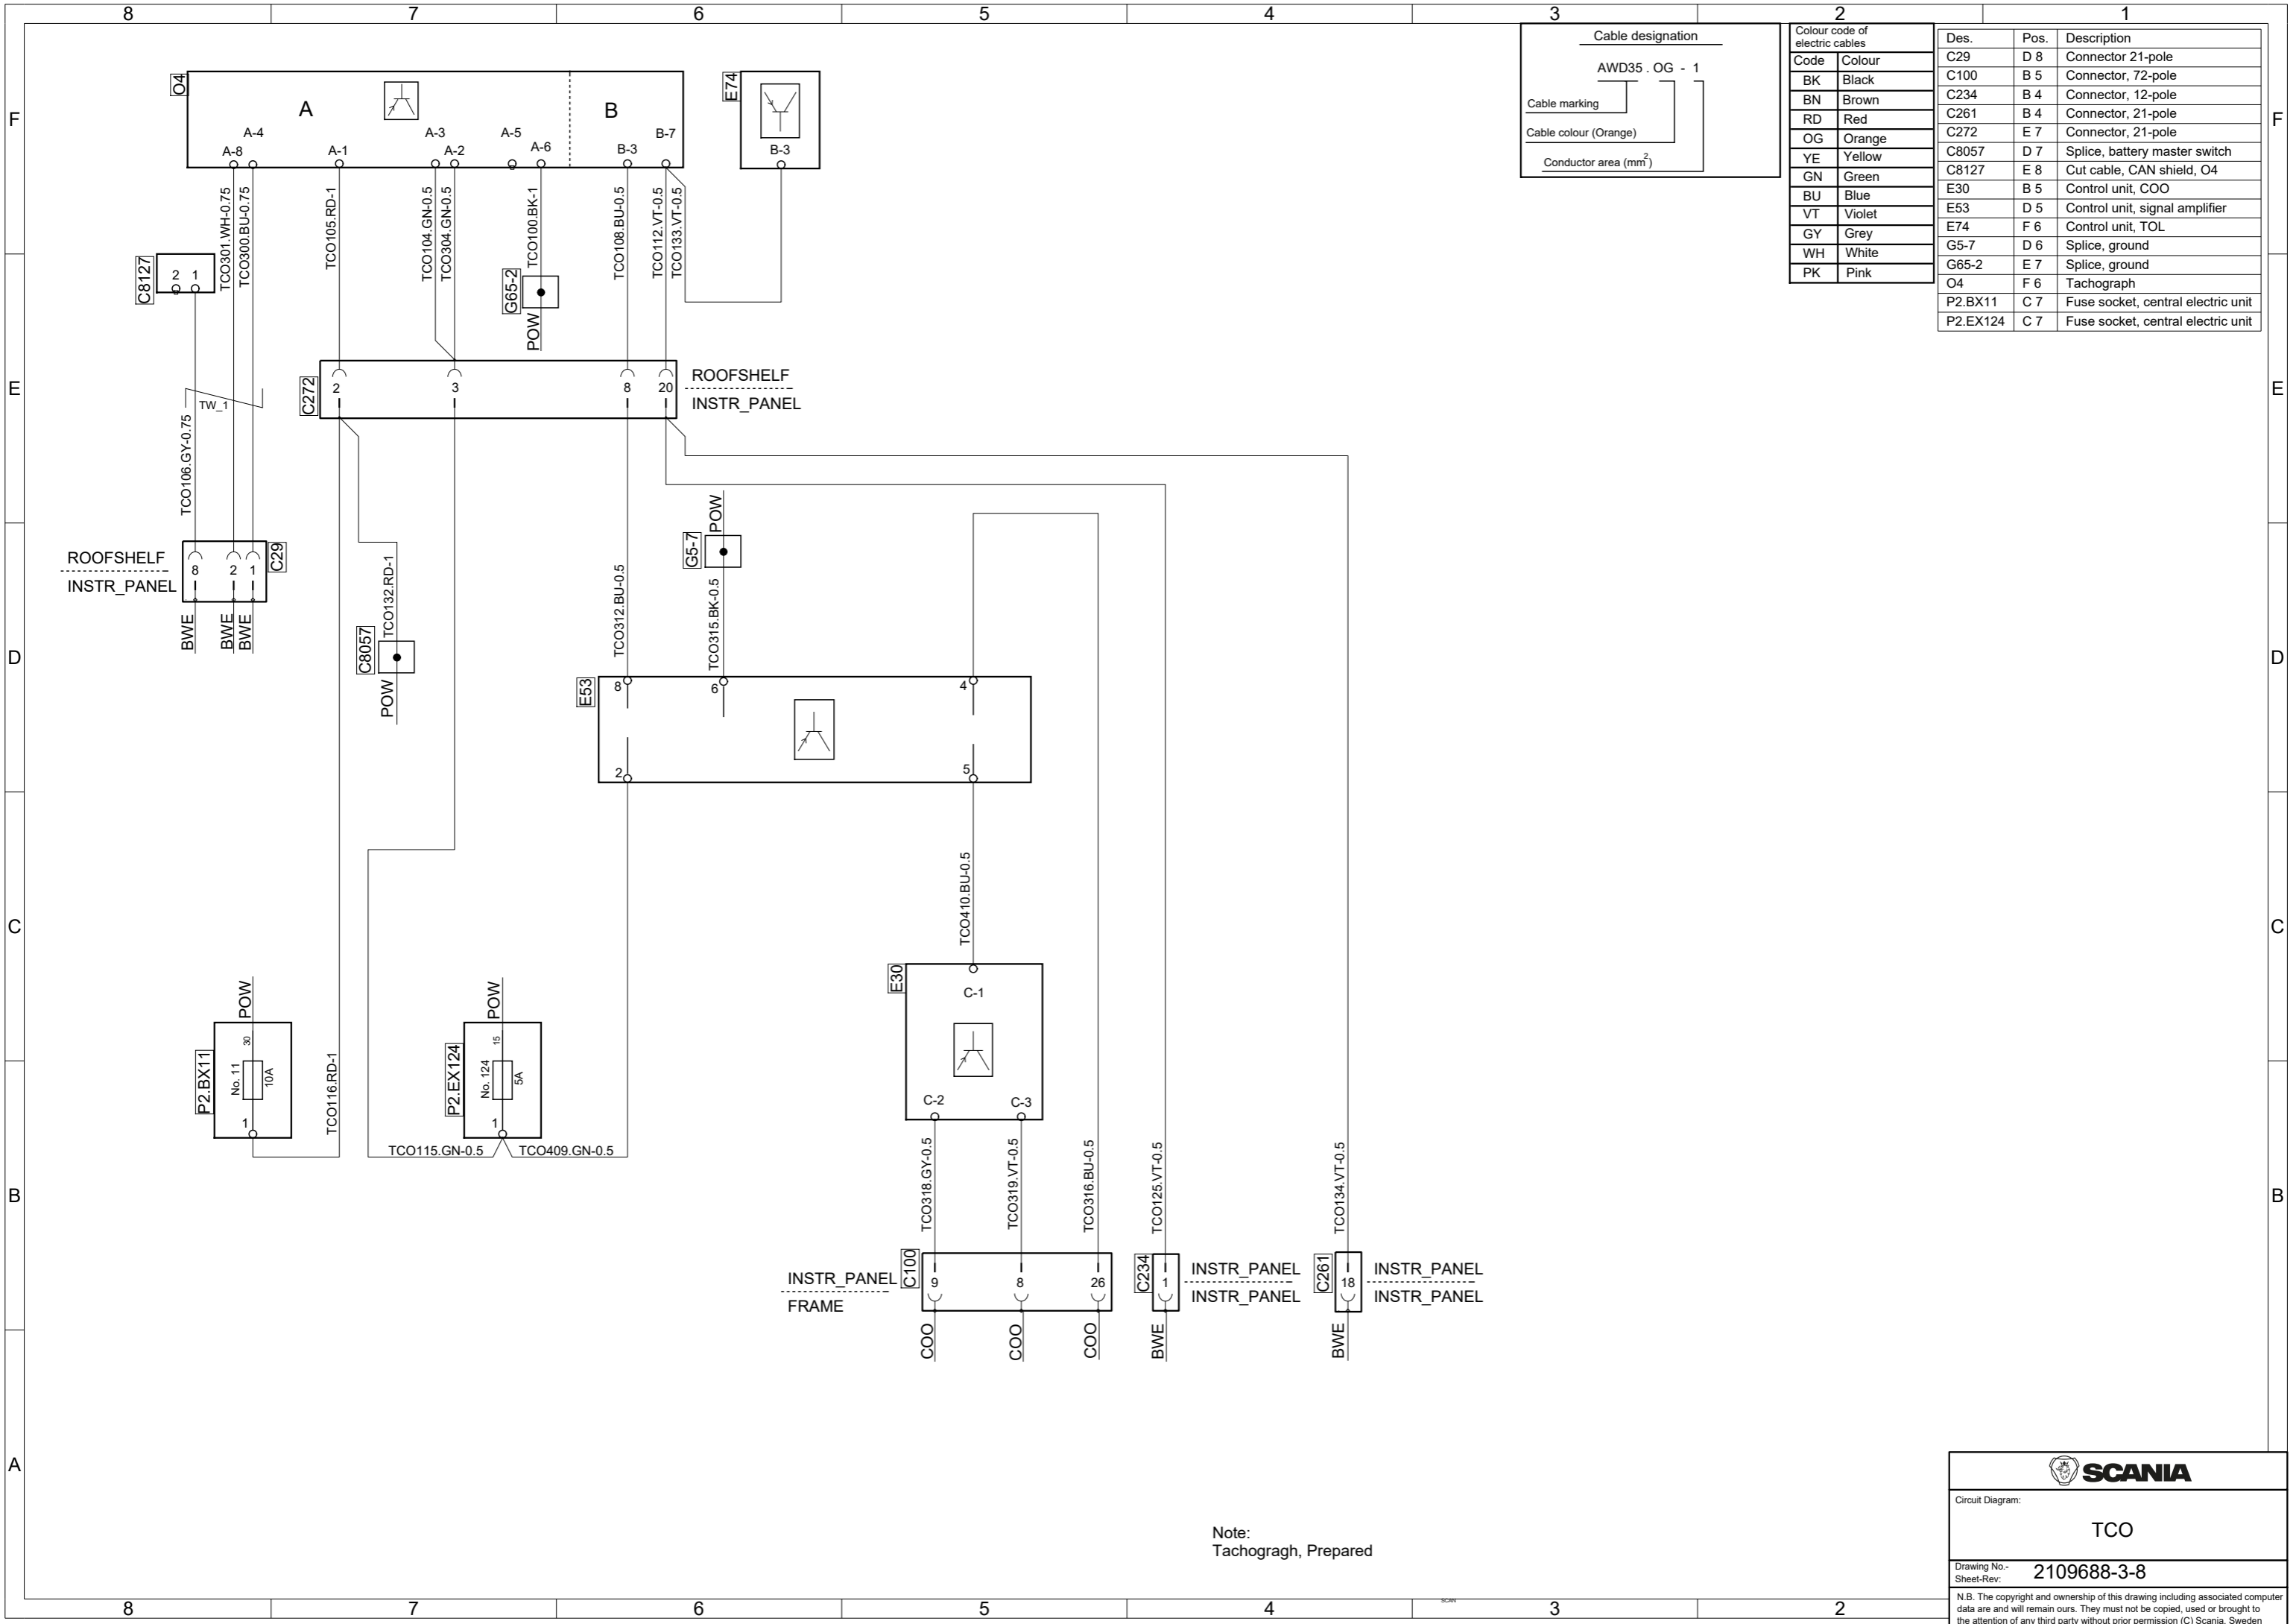 8 7 6 5 4 3 2 1
Cable designation
AWD35 . OG - 1
Cable marking
Cable colour (Orange)
Conductor area (mm²)
Colour code of
electric cables
Code Colour
BK Black
BN Brown
RD Red
OG Orange
YE Yellow
GN Green
BU Blue
VT Violet
GY Grey
WH White
PK Pink
Des. Pos. Description
C29 D 8 Connector 21-pole
C100 B 5 Connector, 72-pole
C234 B 4 Connector, 12-pole
C261 B 4 Connector, 21-pole
C272 E 7 Connector, 21-pole
C8057 D 7 Splice, battery master switch
C8127 E 8 Cut cable, CAN shield, O4
E30 B 5 Control unit, COO
E53 D 5 Control unit, signal amplifier
E74 F 6 Control unit, TOL
G5-7 D 6 Splice, ground
G65-2 E 7 Splice, ground
O4 F 6 Tachograph
P2.BX11 C 7 Fuse socket, central electric unit
P2.EX124 C 7 Fuse socket, central electric unit
F
F
O4
A
B
A-8
A-4
A-1
A-3
A-2
A-5
A-6
B-3
B-7
E74
B-3
TCO301.WH-0.75
TCO300.BU-0.75
TCO105.RD-1
TCO104.GN-0.5
TCO304.GN-0.5
TCO100.BK-1
TCO108.BU-0.5
TCO112.VT-0.5
TCO133.VT-0.5
C8127
2 1
G65-2
POW
E
E
C272
2
3
8
20
ROOFSHELF
INSTR_PANEL
TW_1
TCO106.GY-0.75
ROOFSHELF
INSTR_PANEL
C29
8 2 1
BWE
BWE
BWE
TCO132.RD-1
C8057
POW
TCO312.BU-0.5
POW
G5-7
TCO315.BK-0.5
D
D
E53
8
6
4
2
5
TCO410.BU-0.5
C
C
E30
C-1
C-2
C-3
POW
P2.BX11
30
No. 11
10A
1
TCO116.RD-1
POW
P2.EX124
15
No. 124
5A
1
TCO115.GN-0.5
TCO409.GN-0.5
B
B
TCO318.GY-0.5
TCO319.VT-0.5
TCO316.BU-0.5
TCO125.VT-0.5
TCO134.VT-0.5
INSTR_PANEL
FRAME
C100
9
8
26
COO
COO
COO
C234
1
INSTR_PANEL
INSTR_PANEL
BWE
C261
18
INSTR_PANEL
INSTR_PANEL
BWE
A
Note:
Tachogragh, Prepared
SCANIA
Circuit Diagram:
TCO
Drawing No.-
Sheet-Rev:
2109688-3-8
N.B. The copyright and ownership of this drawing including associated computer
data are and will remain ours. They must not be copied, used or brought to
the attention of any third party without prior permission (C) Scania, Sweden
8 7 6 5 4 3 2